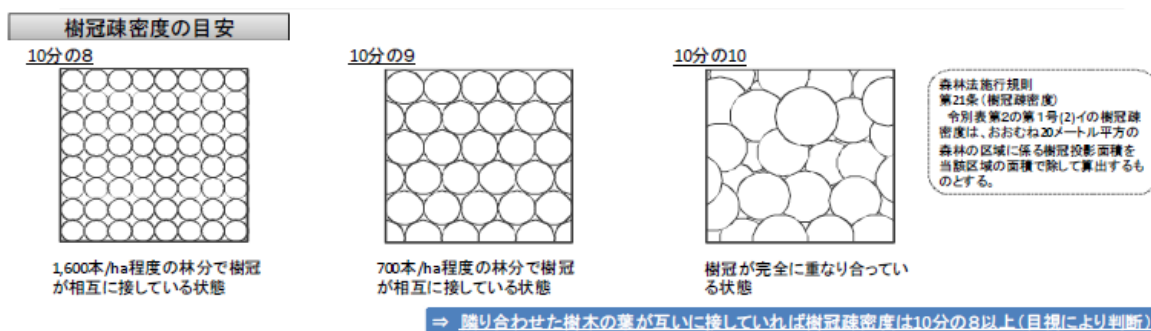 樹冠疎密度の目安
10分の8
10分の9
10分の10
1,600本/ha程度の林分で樹冠
が相互に接している状態
700本/ha程度の林分で樹冠
が相互に接している状態
樹冠が完全に重なり合ってい
る状態
森林法施行規則
第21条(樹冠疎密度)
令別表第2の第1号(2)イの樹冠疎
密度は、おおむね20メートル平方の
森林の区域に係る樹冠投影面積を
当該区域の面積で除して算出するも
のとする。
⇒ 隣り合わせた樹木の葉が互いに接していれば樹冠疎密度は10分の8以上(目視により判断)